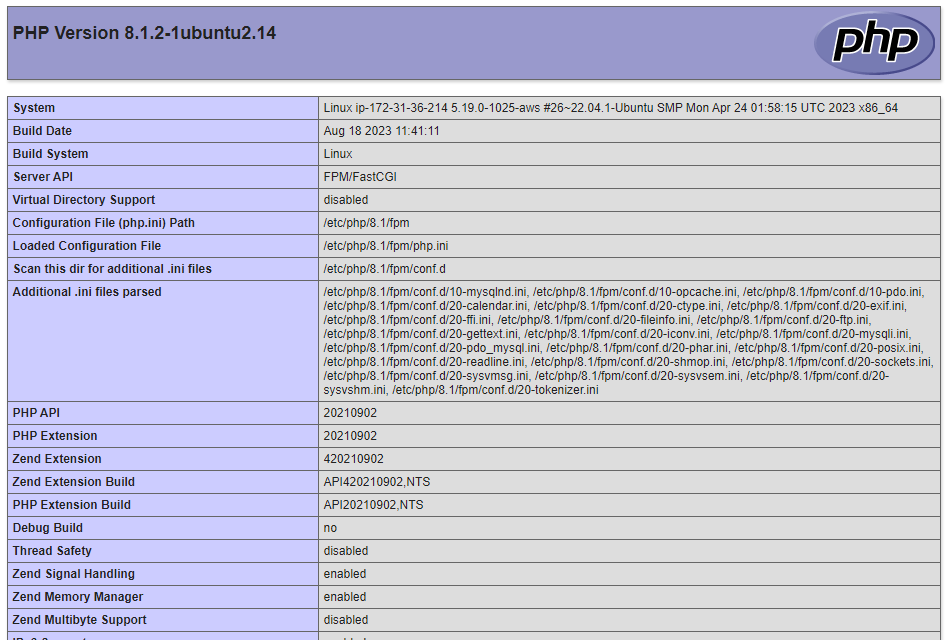 PHP Version 8.1.2-1ubuntu2.14
php
System Linux ip-172-31-36-214 5.19.0-1025-aws #26~22.04.1-Ubuntu SMP Mon Apr 24 01:58:15 UTC 2023 x86_64
Build Date Aug 18 2023 11:41:11
Build System Linux
Server API FPM/FastCGI
Virtual Directory Support disabled
Configuration File (php.ini) Path /etc/php/8.1/fpm
Loaded Configuration File /etc/php/8.1/fpm/php.ini
Scan this dir for additional .ini files /etc/php/8.1/fpm/conf.d
Additional .ini files parsed /etc/php/8.1/fpm/conf.d/10-mysqlnd.ini, /etc/php/8.1/fpm/conf.d/10-opcache.ini, /etc/php/8.1/fpm/conf.d/10-pdo.ini,
/etc/php/8.1/fpm/conf.d/20-calendar.ini, /etc/php/8.1/fpm/conf.d/20-ctype.ini, /etc/php/8.1/fpm/conf.d/20-exif.ini,
/etc/php/8.1/fpm/conf.d/20-ffi.ini, /etc/php/8.1/fpm/conf.d/20-fileinfo.ini, /etc/php/8.1/fpm/conf.d/20-ftp.ini,
/etc/php/8.1/fpm/conf.d/20-gettext.ini, /etc/php/8.1/fpm/conf.d/20-iconv.ini, /etc/php/8.1/fpm/conf.d/20-mysqli.ini,
/etc/php/8.1/fpm/conf.d/20-pdo_mysql.ini, /etc/php/8.1/fpm/conf.d/20-phar.ini, /etc/php/8.1/fpm/conf.d/20-posix.ini,
/etc/php/8.1/fpm/conf.d/20-readline.ini, /etc/php/8.1/fpm/conf.d/20-shmop.ini, /etc/php/8.1/fpm/conf.d/20-sockets.ini,
/etc/php/8.1/fpm/conf.d/20-sysvmsg.ini, /etc/php/8.1/fpm/conf.d/20-sysvsem.ini, /etc/php/8.1/fpm/conf.d/20-
sysvshm.ini, /etc/php/8.1/fpm/conf.d/20-tokenizer.ini
PHP API 20210902
PHP Extension 20210902
Zend Extension 420210902
Zend Extension Build API420210902,NTS
PHP Extension Build API20210902,NTS
Debug Build no
Thread Safety disabled
Zend Signal Handling enabled
Zend Memory Manager enabled
Zend Multibyte Support disabled